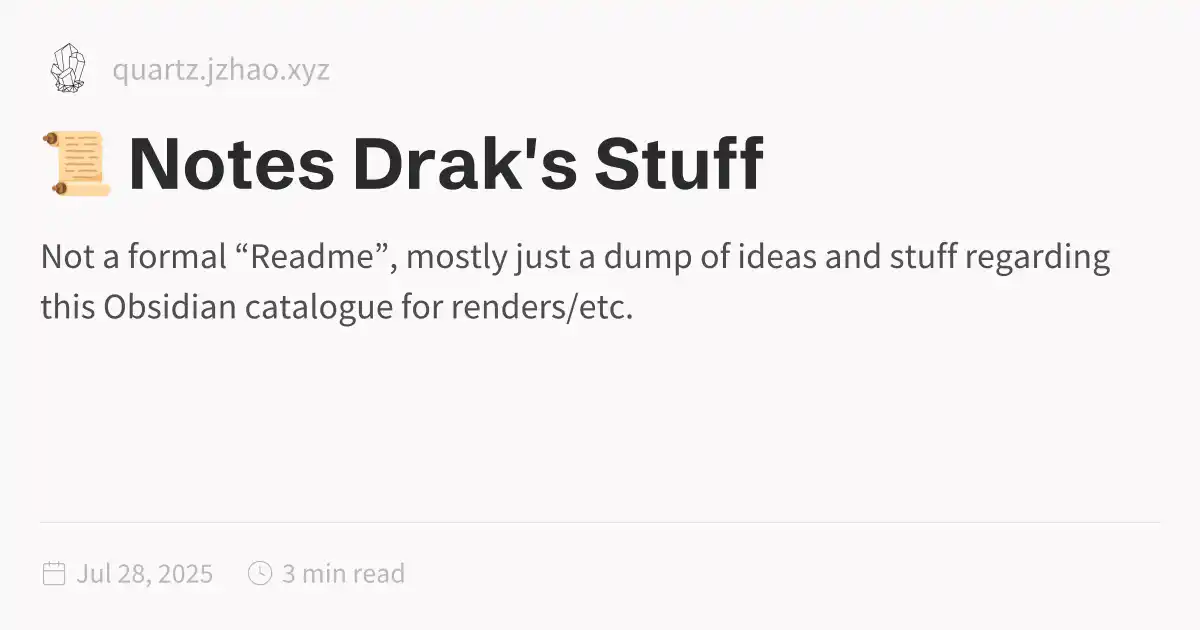 quartz.jzhao.xyz
📜 Notes Drak's Stuff
Not a formal “Readme”, mostly just a dump of ideas and stuff regarding
this Obsidian catalogue for renders/etc.
Jul 28, 2025 3 min read